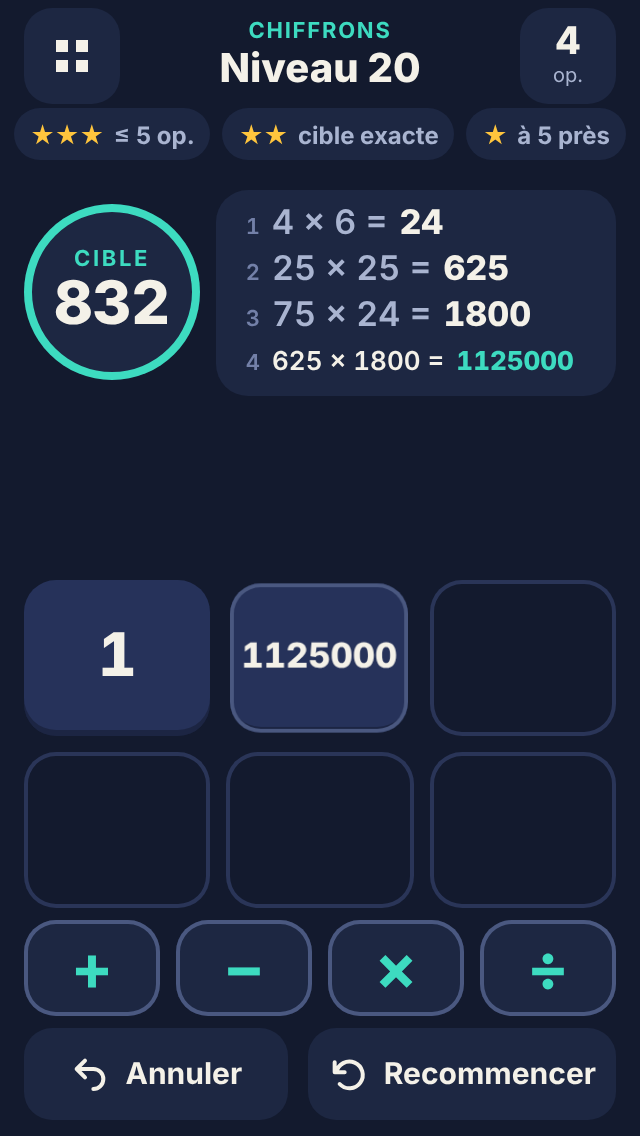 CHIFFRONS
Niveau 20
4
op.
★★★ ≤ 5 op.
★★ cible exacte
★ à 5 près
CIBLE
832
1 4 × 6 = 24
2 25 × 25 = 625
3 75 × 24 = 1800
4 625 × 1800 = 1125000
1
1125000
+ − × ÷
Annuler
Recommencer